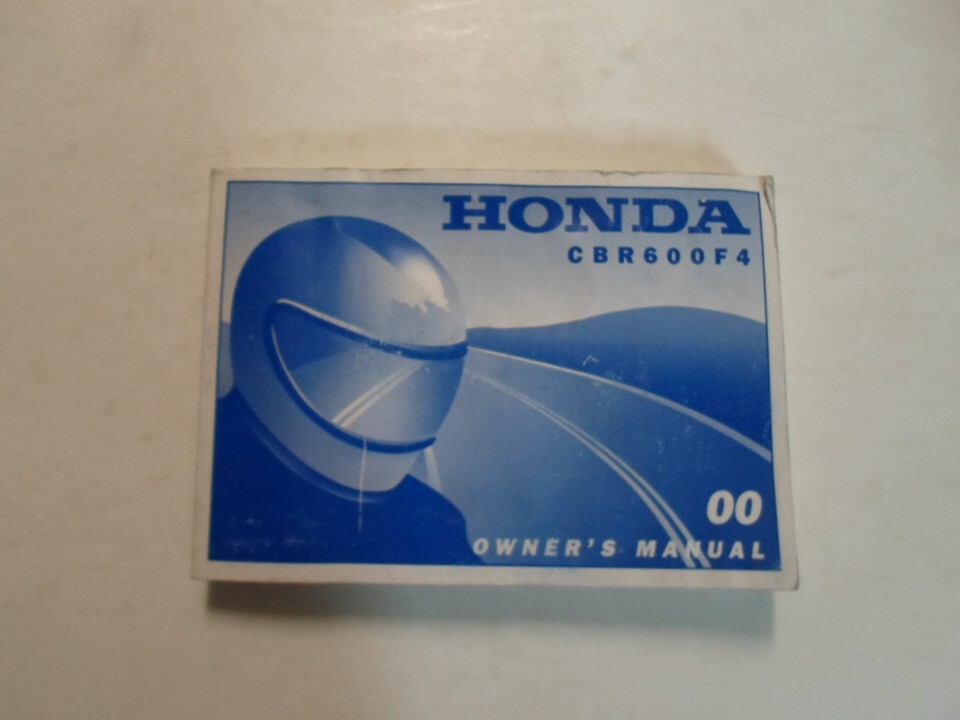 HONDA
CBR600F4
00
OWNER'S MANUAL